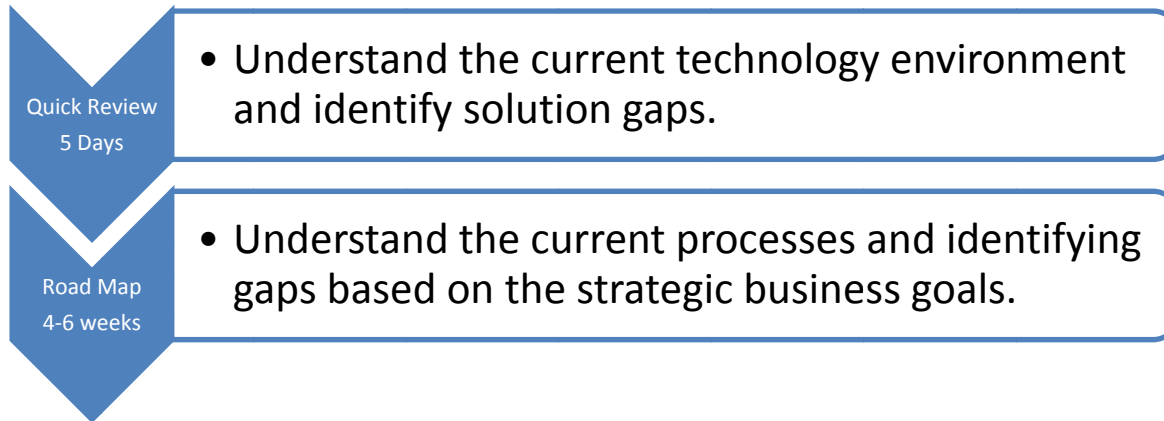 Quick Review
5 Days
• Understand the current technology environment
and identify solution gaps.
Road Map
4-6 weeks
• Understand the current processes and identifying
gaps based on the strategic business goals.